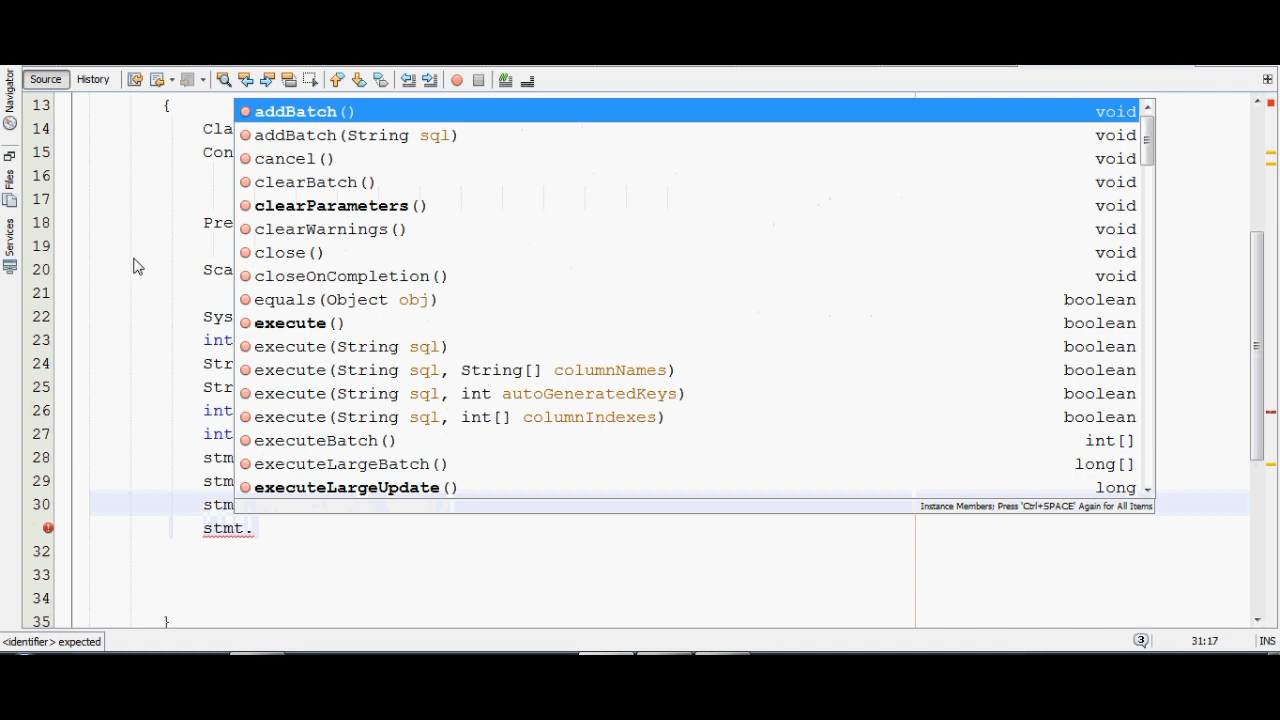 Source History
Navigator
Files
Services
13 {
14 Cla
15 Con
16
17
18 Pre
19
20 Sca
21
22 Sys
23 int
24 Str
25 Str
26 int
27 int
28 stm
29 stm
30 stm
stmt.
32
33
34
35 }
addBatch() void
addBatch(String sql) void
cancel() void
clearBatch() void
clearParameters() void
clearWarnings() void
close() void
closeOnCompletion() void
equals(Object obj) boolean
execute() boolean
execute(String sql) boolean
execute(String sql, String[] columnNames) boolean
execute(String sql, int autoGeneratedKeys) boolean
execute(String sql, int[] columnIndexes) boolean
executeBatch() int[]
executeLargeBatch() long[]
executeLargeUpdate() long
Instance Members; Press 'Ctrl+SPACE' Again for All Items
<identifier> expected
3
31:17
INS